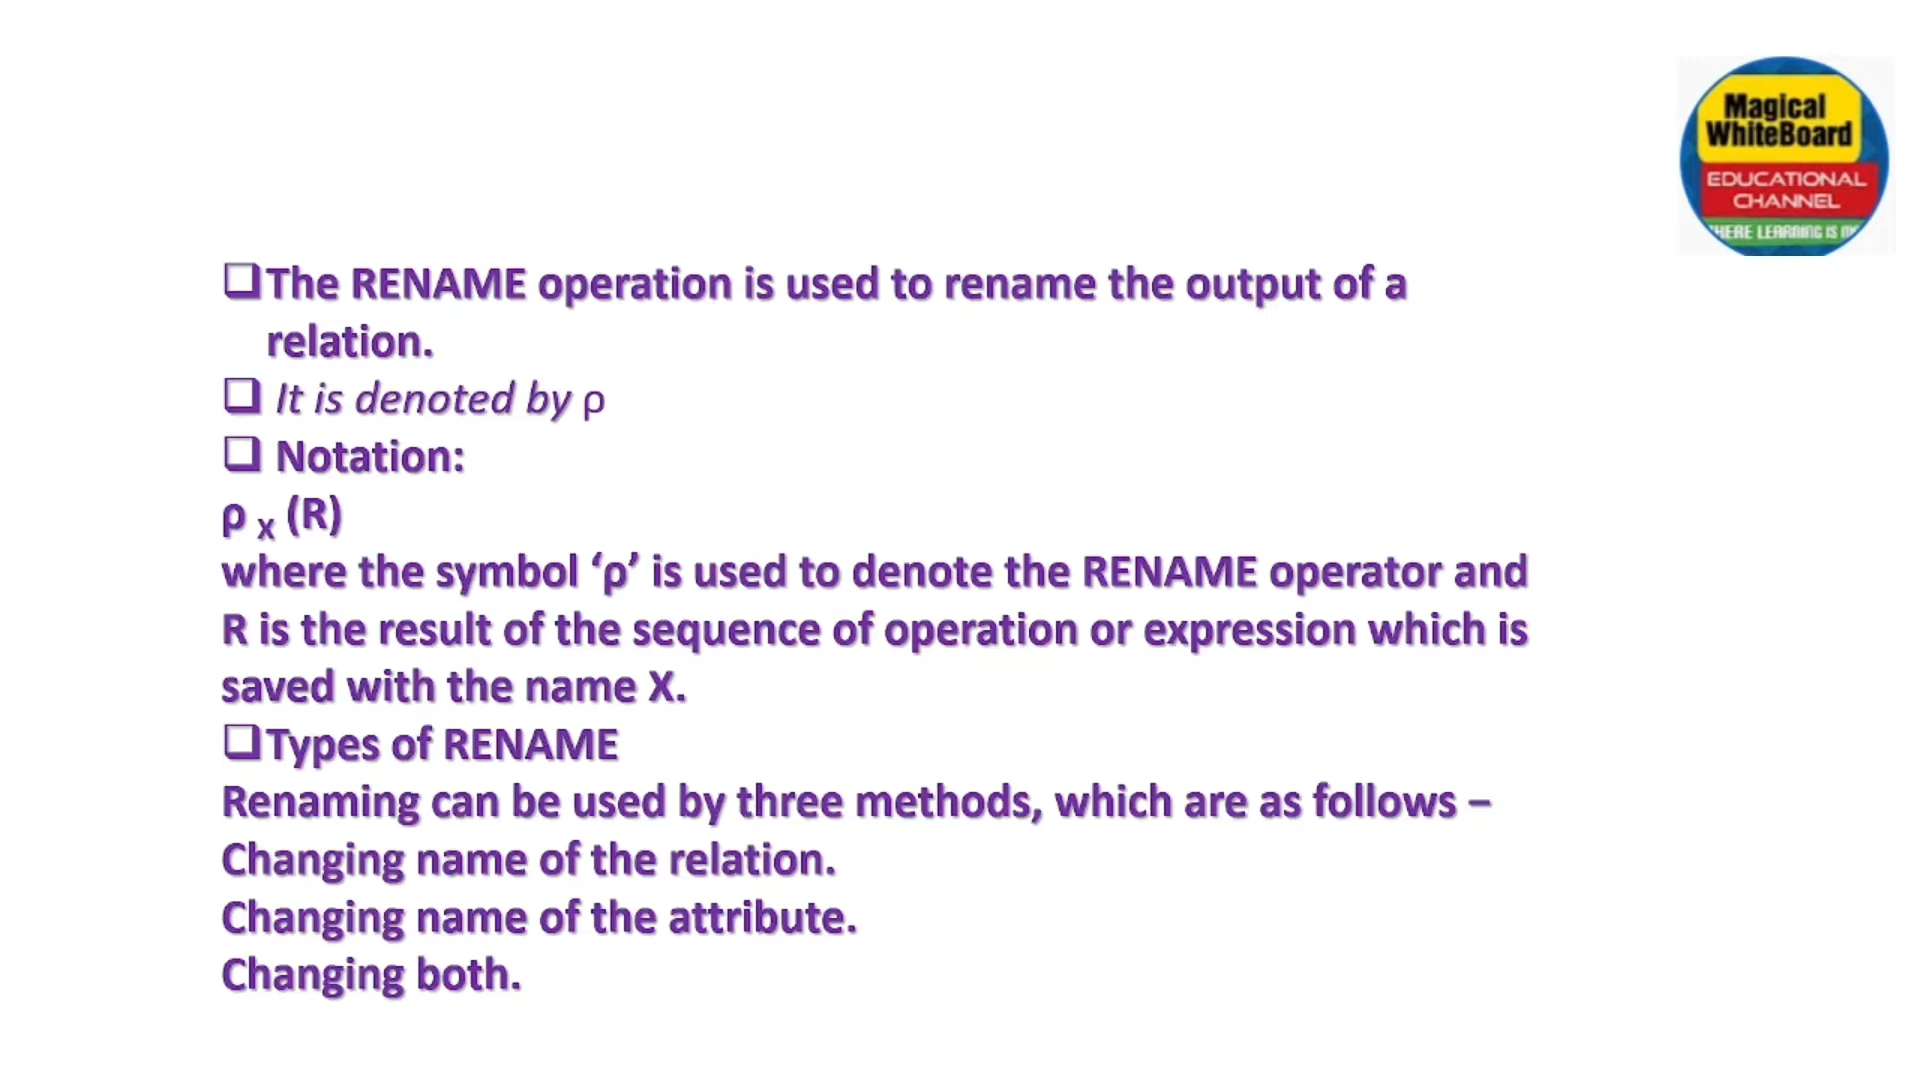 Magical
WhiteBoard
EDUCATIONAL
CHANNEL
HERE LEARNING IS
❑The RENAME operation is used to rename the output of a
relation.
❑ It is denoted by ρ
❑ Notation:
ρ X (R)
where the symbol ‘ρ’ is used to denote the RENAME operator and
R is the result of the sequence of operation or expression which is
saved with the name X.
❑Types of RENAME
Renaming can be used by three methods, which are as follows –
Changing name of the relation.
Changing name of the attribute.
Changing both.